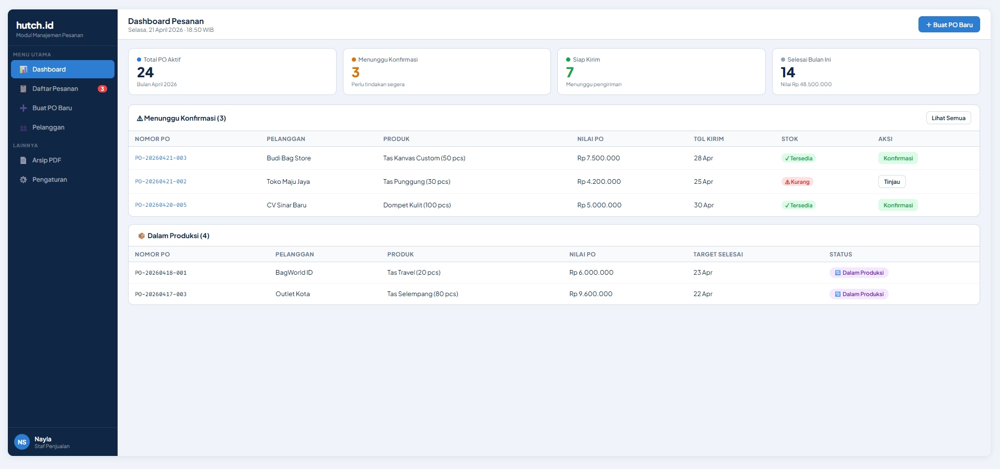 hutch.id
Modul Manajemen Pesanan
MENU UTAMA
Dashboard
Daftar Pesanan 3
Buat PO Baru
Pelanggan
LAINNYA
Arsip PDF
Pengaturan
NS
Nayla
Staf Penjualan
Dashboard Pesanan
Selasa, 21 April 2026 · 18:50 WIB
+ Buat PO Baru
Total PO Aktif
24
Bulan April 2026
Menunggu Konfirmasi
3
Perlu tindakan segera
Siap Kirim
7
Menunggu pengiriman
Selesai Bulan Ini
14
Nilai Rp 48.500.000
⚠ Menunggu Konfirmasi (3)
Lihat Semua
NOMOR PO PELANGGAN PRODUK NILAI PO TGL KIRIM STOK AKSI
PO-20260421-003 Budi Bag Store Tas Kanvas Custom (50 pcs) Rp 7.500.000 28 Apr ✓ Tersedia Konfirmasi
PO-20260421-002 Toko Maju Jaya Tas Punggung (30 pcs) Rp 4.200.000 25 Apr ⚠ Kurang Tinjau
PO-20260420-005 CV Sinar Baru Dompet Kulit (100 pcs) Rp 5.000.000 30 Apr ✓ Tersedia Konfirmasi
📦 Dalam Produksi (4)
NOMOR PO PELANGGAN PRODUK NILAI PO TARGET SELESAI STATUS
PO-20260418-001 BagWorld ID Tas Travel (20 pcs) Rp 6.000.000 23 Apr 🔄 Dalam Produksi
PO-20260417-003 Outlet Kota Tas Selempang (80 pcs) Rp 9.600.000 22 Apr 🔄 Dalam Produksi